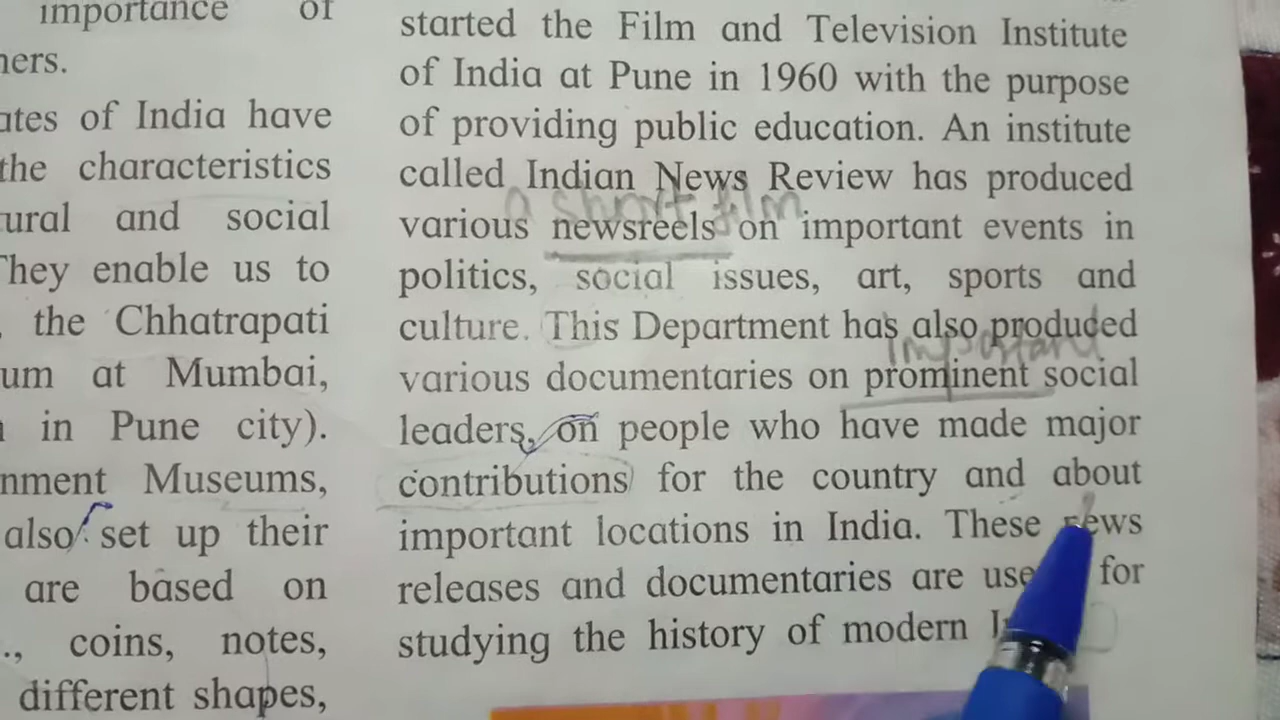 importance of
ners.
ates of India have
the characteristics
ural and social
They enable us to
, the Chhatrapati
um at Mumbai,
in Pune city).
nment Museums,
also set up their
are based on
., coins, notes,
different shapes,
started the Film and Television Institute
of India at Pune in 1960 with the purpose
of providing public education. An institute
called Indian News Review has produced
a short film
various newsreels on important events in
politics, social issues, art, sports and
culture. This Department has also produced
important
various documentaries on prominent social
leaders, on people who have made major
contributions for the country and about
important locations in India. These news
releases and documentaries are for
studying the history of modern